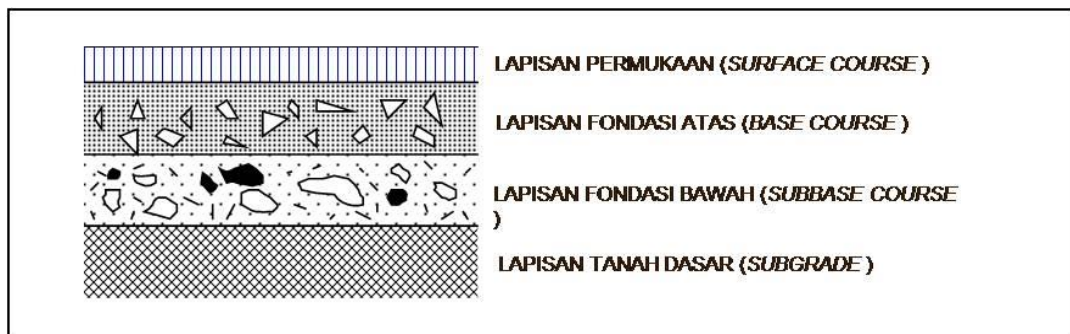 LAPISAN PERMUKAAN (SURFACE COURSE )
LAPISAN FONDASI ATAS (BASE COURSE )
LAPISAN FONDASI BAWAH (SUBBASE COURSE
)
LAPISAN TANAH DASAR (SUBGRADE )